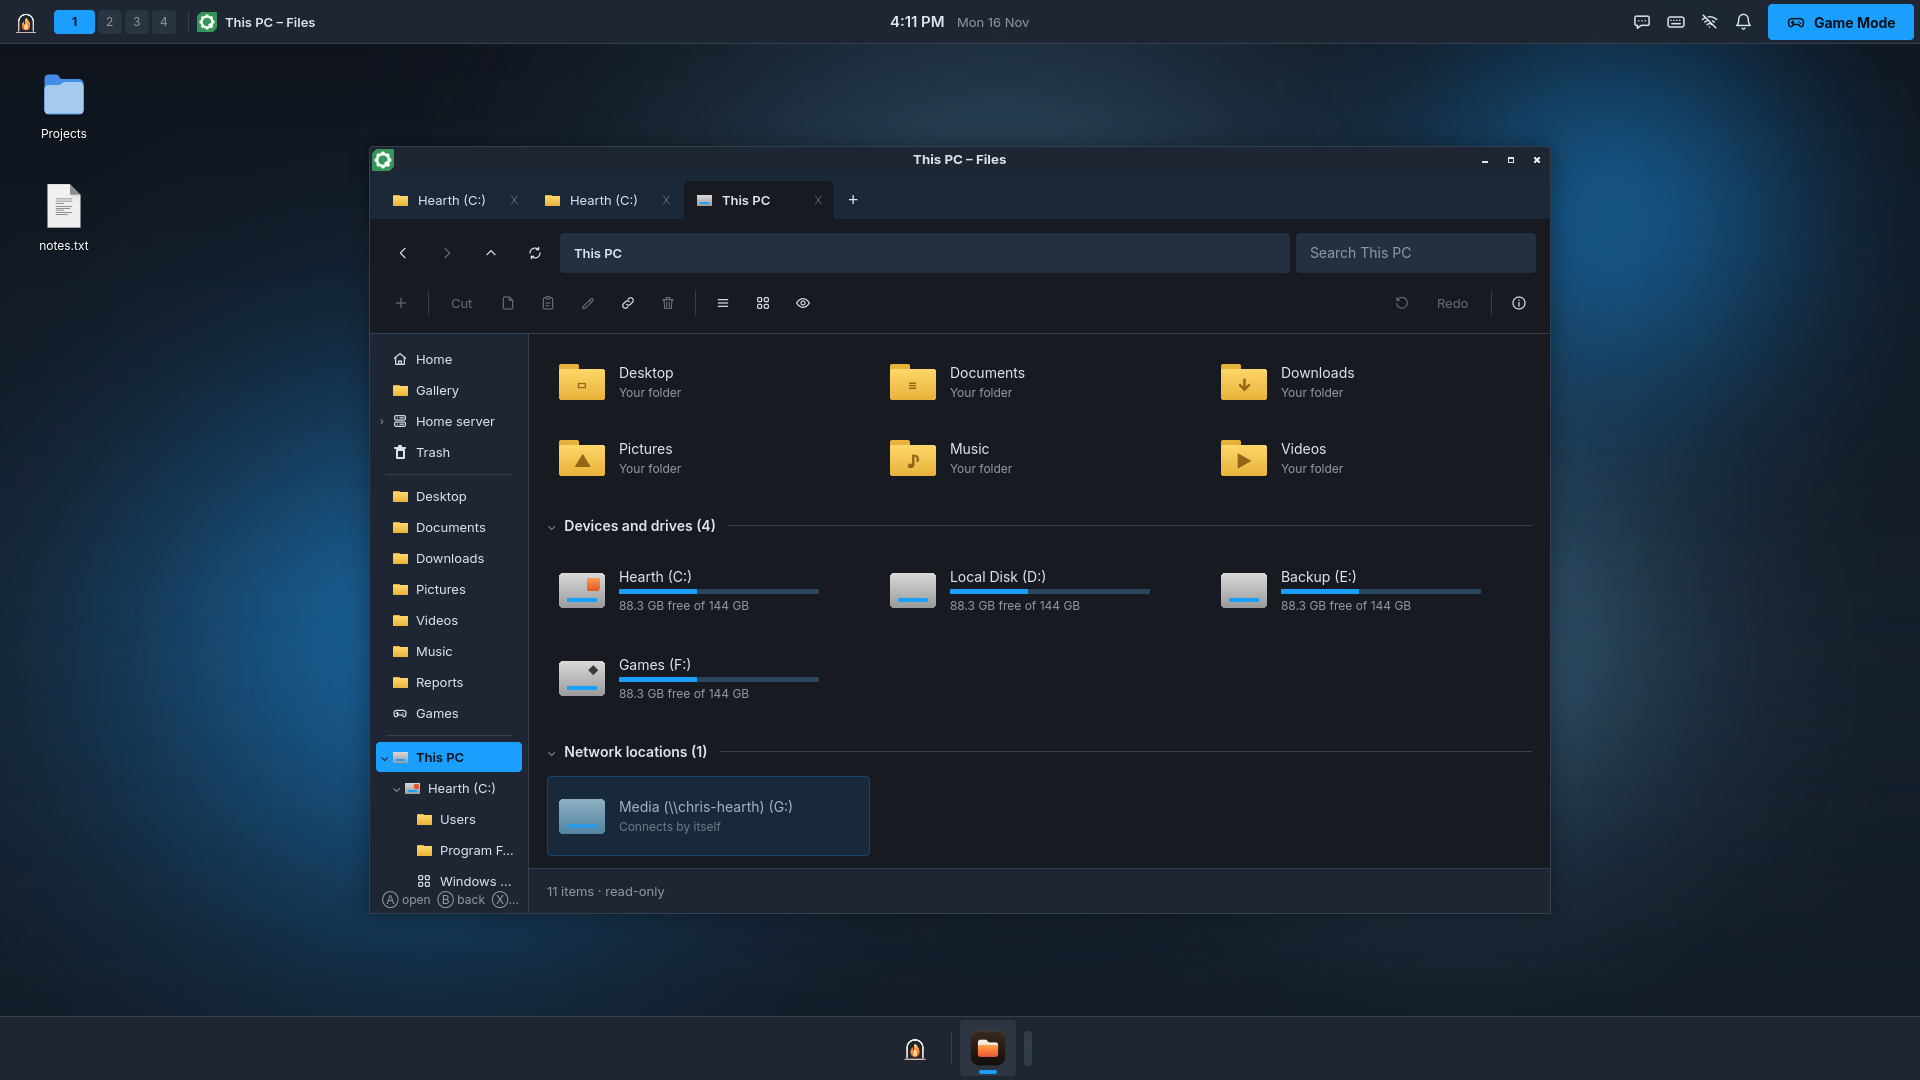 1 2 3 4 This PC – Files 4:11 PM Mon 16 Nov Game Mode
Projects
notes.txt
This PC – Files
Hearth (C:) X Hearth (C:) X This PC X +
This PC Search This PC
Cut Redo
Home
Gallery
Home server
Trash
Desktop
Documents
Downloads
Pictures
Videos
Music
Reports
Games
This PC
Hearth (C:)
Users
Program F...
Windows ...
A open B back X...
Desktop
Your folder
Documents
Your folder
Downloads
Your folder
Pictures
Your folder
Music
Your folder
Videos
Your folder
Devices and drives (4)
Hearth (C:)
88.3 GB free of 144 GB
Local Disk (D:)
88.3 GB free of 144 GB
Backup (E:)
88.3 GB free of 144 GB
Games (F:)
88.3 GB free of 144 GB
Network locations (1)
Media (\\chris-hearth) (G:)
Connects by itself
11 items · read-only